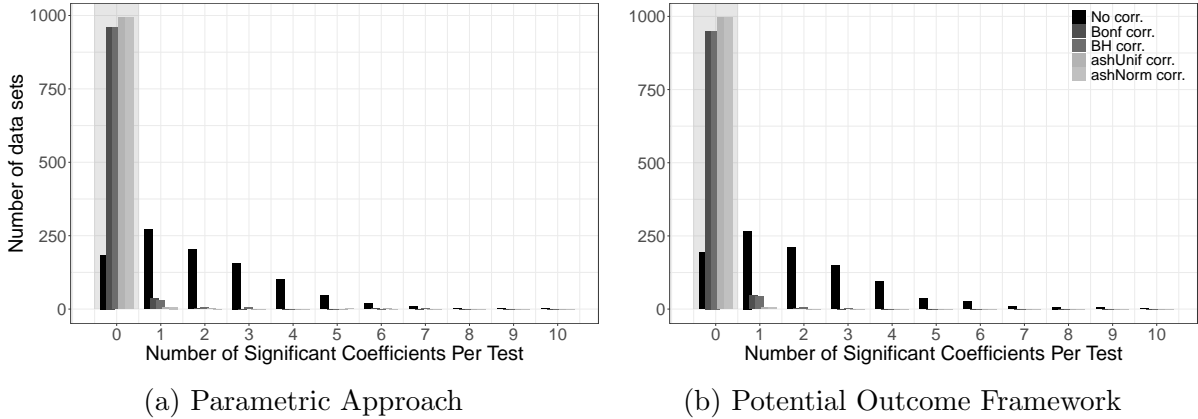 1000
750
500
250
0
Number of data sets
0 1 2 3 4 5 6 7 8 9 10
Number of Significant Coefficients Per Test
(a) Parametric Approach
1000
750
500
250
0
No corr.
Bonf corr.
BH corr.
ashUnif corr.
ashNorm corr.
0 1 2 3 4 5 6 7 8 9 10
Number of Significant Coefficients Per Test
(b) Potential Outcome Framework